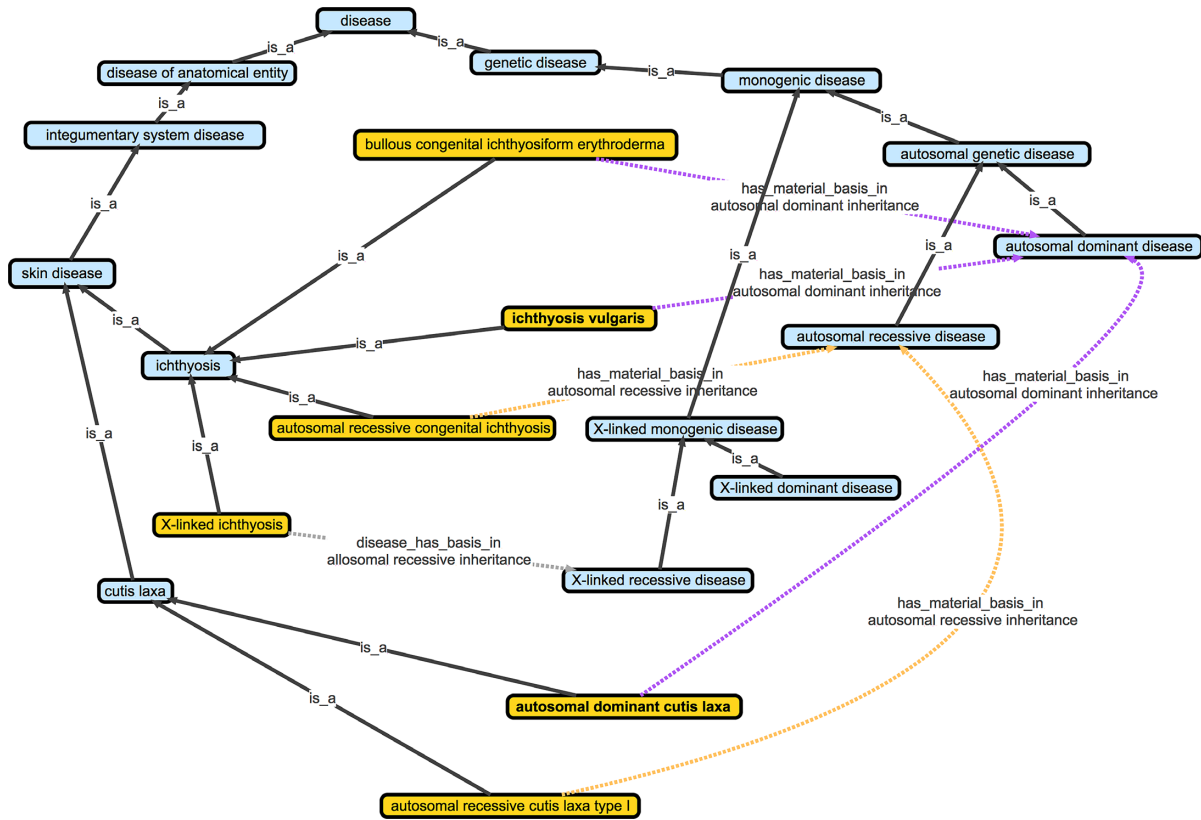 disease
is_a
is_a
disease of anatomical entity
genetic disease
is_a
monogenic disease
is_a
integumentary system disease
bullous congenital ichthyosiform erythroderma
is_a
autosomal genetic disease
has_material_basis_in
autosomal dominant inheritance
is_a
is_a
autosomal dominant disease
is_a
is_a
is_a
skin disease
has_material_basis_in
autosomal dominant inheritance
is_a
ichthyosis vulgaris
autosomal recessive disease
is_a
ichthyosis
has_material_basis_in
autosomal recessive inheritance
has_material_basis_in
autosomal dominant inheritance
is_a
autosomal recessive congenital ichthyosis
X-linked monogenic disease
is_a
is_a
is_a
X-linked dominant disease
is_a
X-linked ichthyosis
disease_has_basis_in
allosomal recessive inheritance
X-linked recessive disease
cutis laxa
has_material_basis_in
autosomal recessive inheritance
is_a
is_a
autosomal dominant cutis laxa
autosomal recessive cutis laxa type I